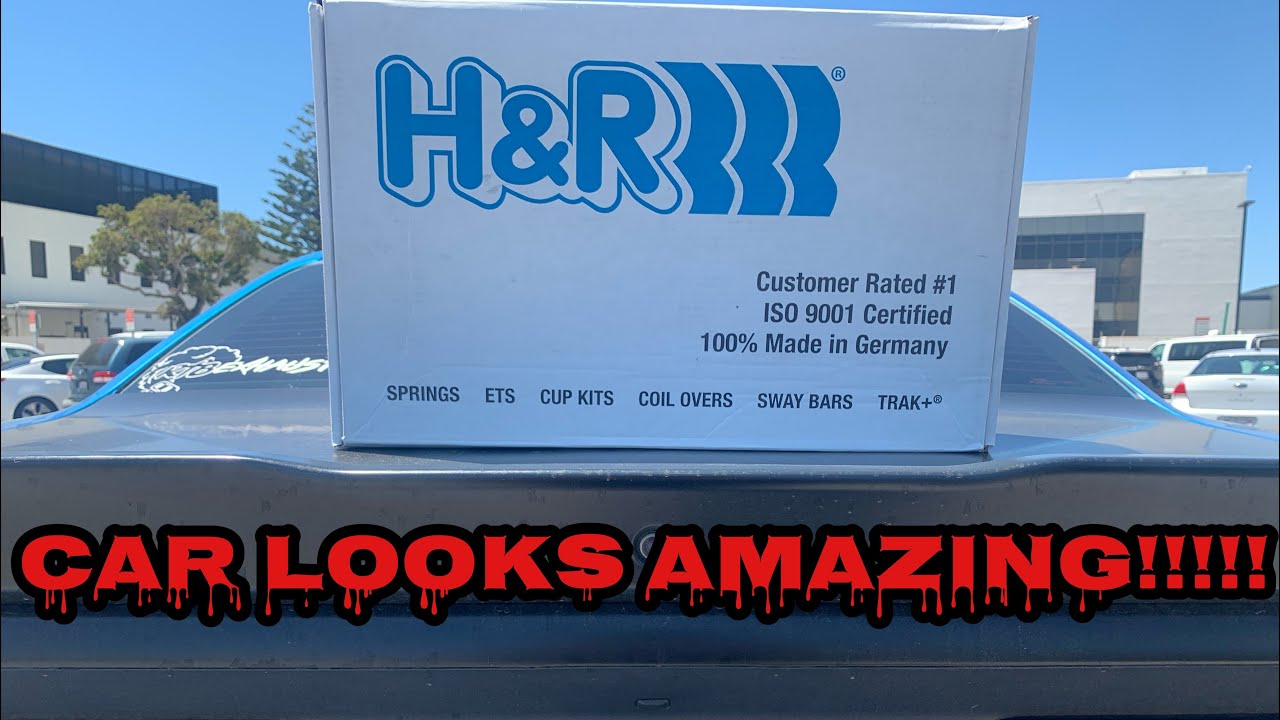 H&R®
Customer Rated #1
ISO 9001 Certified
100% Made in Germany
SPRINGS ETS CUP KITS COIL OVERS SWAY BARS TRAK+®
CAR LOOKS AMAZING!!!!!